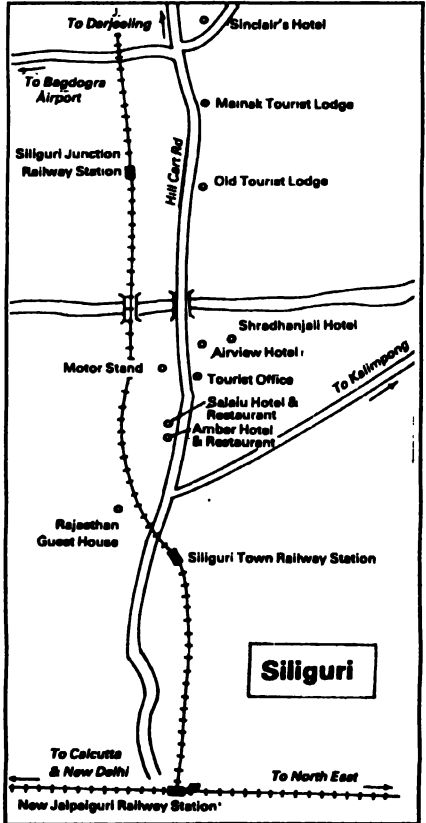 To Darjeeling
Sinclair's Hotel
To Bagdogra
Airport
Mainak Tourist Lodge
Siliguri Junction
Railway Station
Hill Cart Rd
Old Tourist Lodge
Shradhanjali Hotel
Airview Hotel
Motor Stand
Tourist Office
To Kalimpong
Salalu Hotel &
Restaurant
Amber Hotel
& Restaurant
Rajasthan
Guest House
Siliguri Town Railway Station
Siliguri
To Calcutta
& New Delhi
To North East
New Jalpaiguri Railway Station